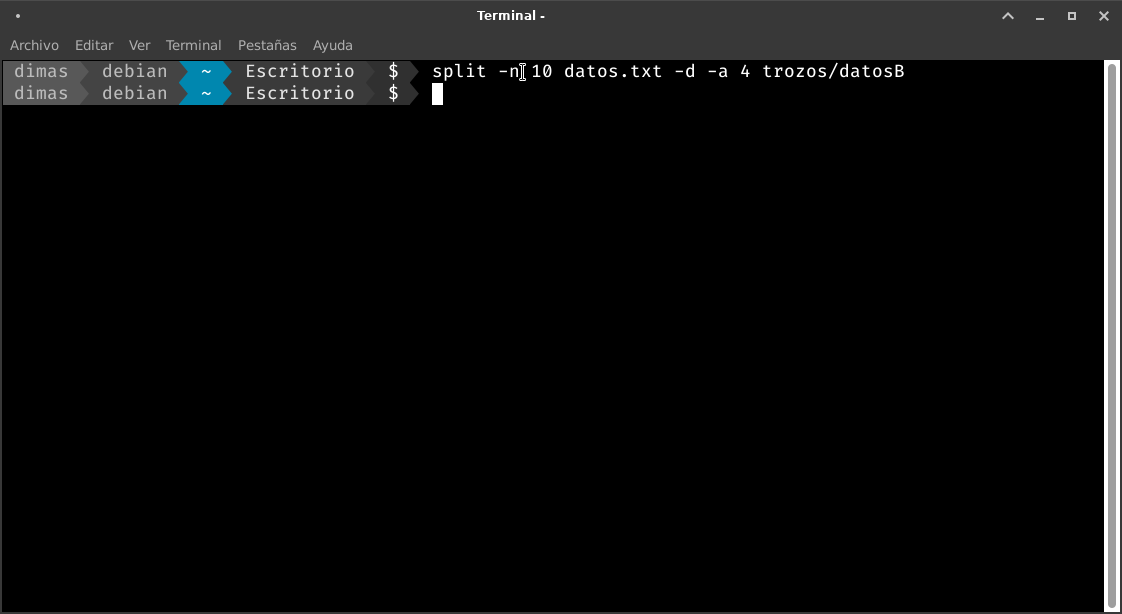 Terminal -
Archivo Editar Ver Terminal Pestañas Ayuda
dimas debian ~ Escritorio $ split -n 10 datos.txt -d -a 4 trozos/datosB
dimas debian ~ Escritorio $